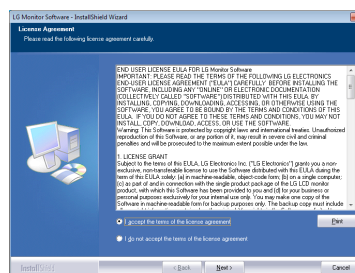 LG Monitor Software - InstallShield Wizard
License Agreement
Please read the following license agreement carefully.
END USER LICENSE EULA FOR LG Monitor Software
IMPORTANT: PLEASE READ THE TERMS OF THE FOLLOWING LG ELECTRONICS
END-USER LICENSE AGREEMENT ("EULA") CAREFULLY. BEFORE INSTALLING THE
SOFTWARE, INCLUDING ANY "ONLINE" OR ELECTRONIC DOCUMENTATION
(COLLECTIVELY CALLED "SOFTWARE") DISTRIBUTED WITH THIS EULA. BY
INSTALLING, COPYING, DOWNLOADING, ACCESSING, OR OTHERWISE USING THE
SOFTWARE, YOU AGREE TO BE BOUND BY THE TERMS AND CONDITIONS OF THIS
EULA. IF YOU DO NOT AGREE TO THESE TERMS AND CONDITIONS, YOU MAY NOT
INSTALL, COPY, DOWNLOAD, ACCESS, OR USE THE SOFTWARE.
Warning: This Software is protected by copyright laws and international treaties. Unauthorized
reproduction of this Software, or any portion of it, may result in severe civil and criminal
penalties and will be prosecuted to the maximum extent possible under the law.
1. LICENSE GRANT
Subject to the terms of this EULA, LG Electronics Inc. ("LG Electronics") grants you a non-
exclusive, non-transferable license to use the Software distributed with this EULA during the
term of this EULA solely: (a) in machine-readable, object-code form; (b) on a single computer;
(c) as part of and in connection with the single product package of the LG LCD monitor
product, with which this Software has been provided to you and (d) for your business or
personal purposes exclusively for your internal use only. You may make one copy of the
Software in machine-readable form for backup purposes only. The backup copy must include
I accept the terms of the license agreement
Print
I do not accept the terms of the license agreement
InstallShield
< Back
Next >
Cancel